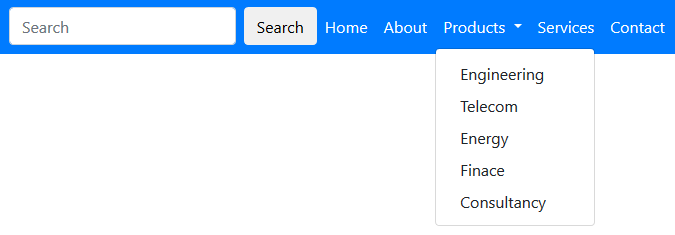 Search Search Home About Products Services Contact
Engineering
Telecom
Energy
Finace
Consultancy